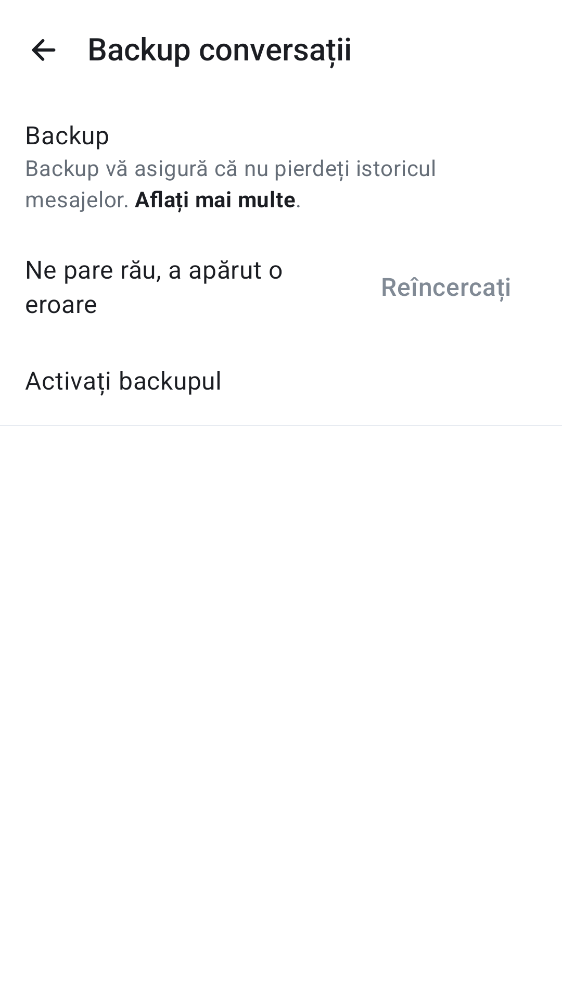 Backup conversații
Backup
Backup vă asigură că nu pierdeți istoricul
mesajelor. Aflați mai multe.
Ne pare rău, a apărut o
eroare
Reîncercați
Activați backupul